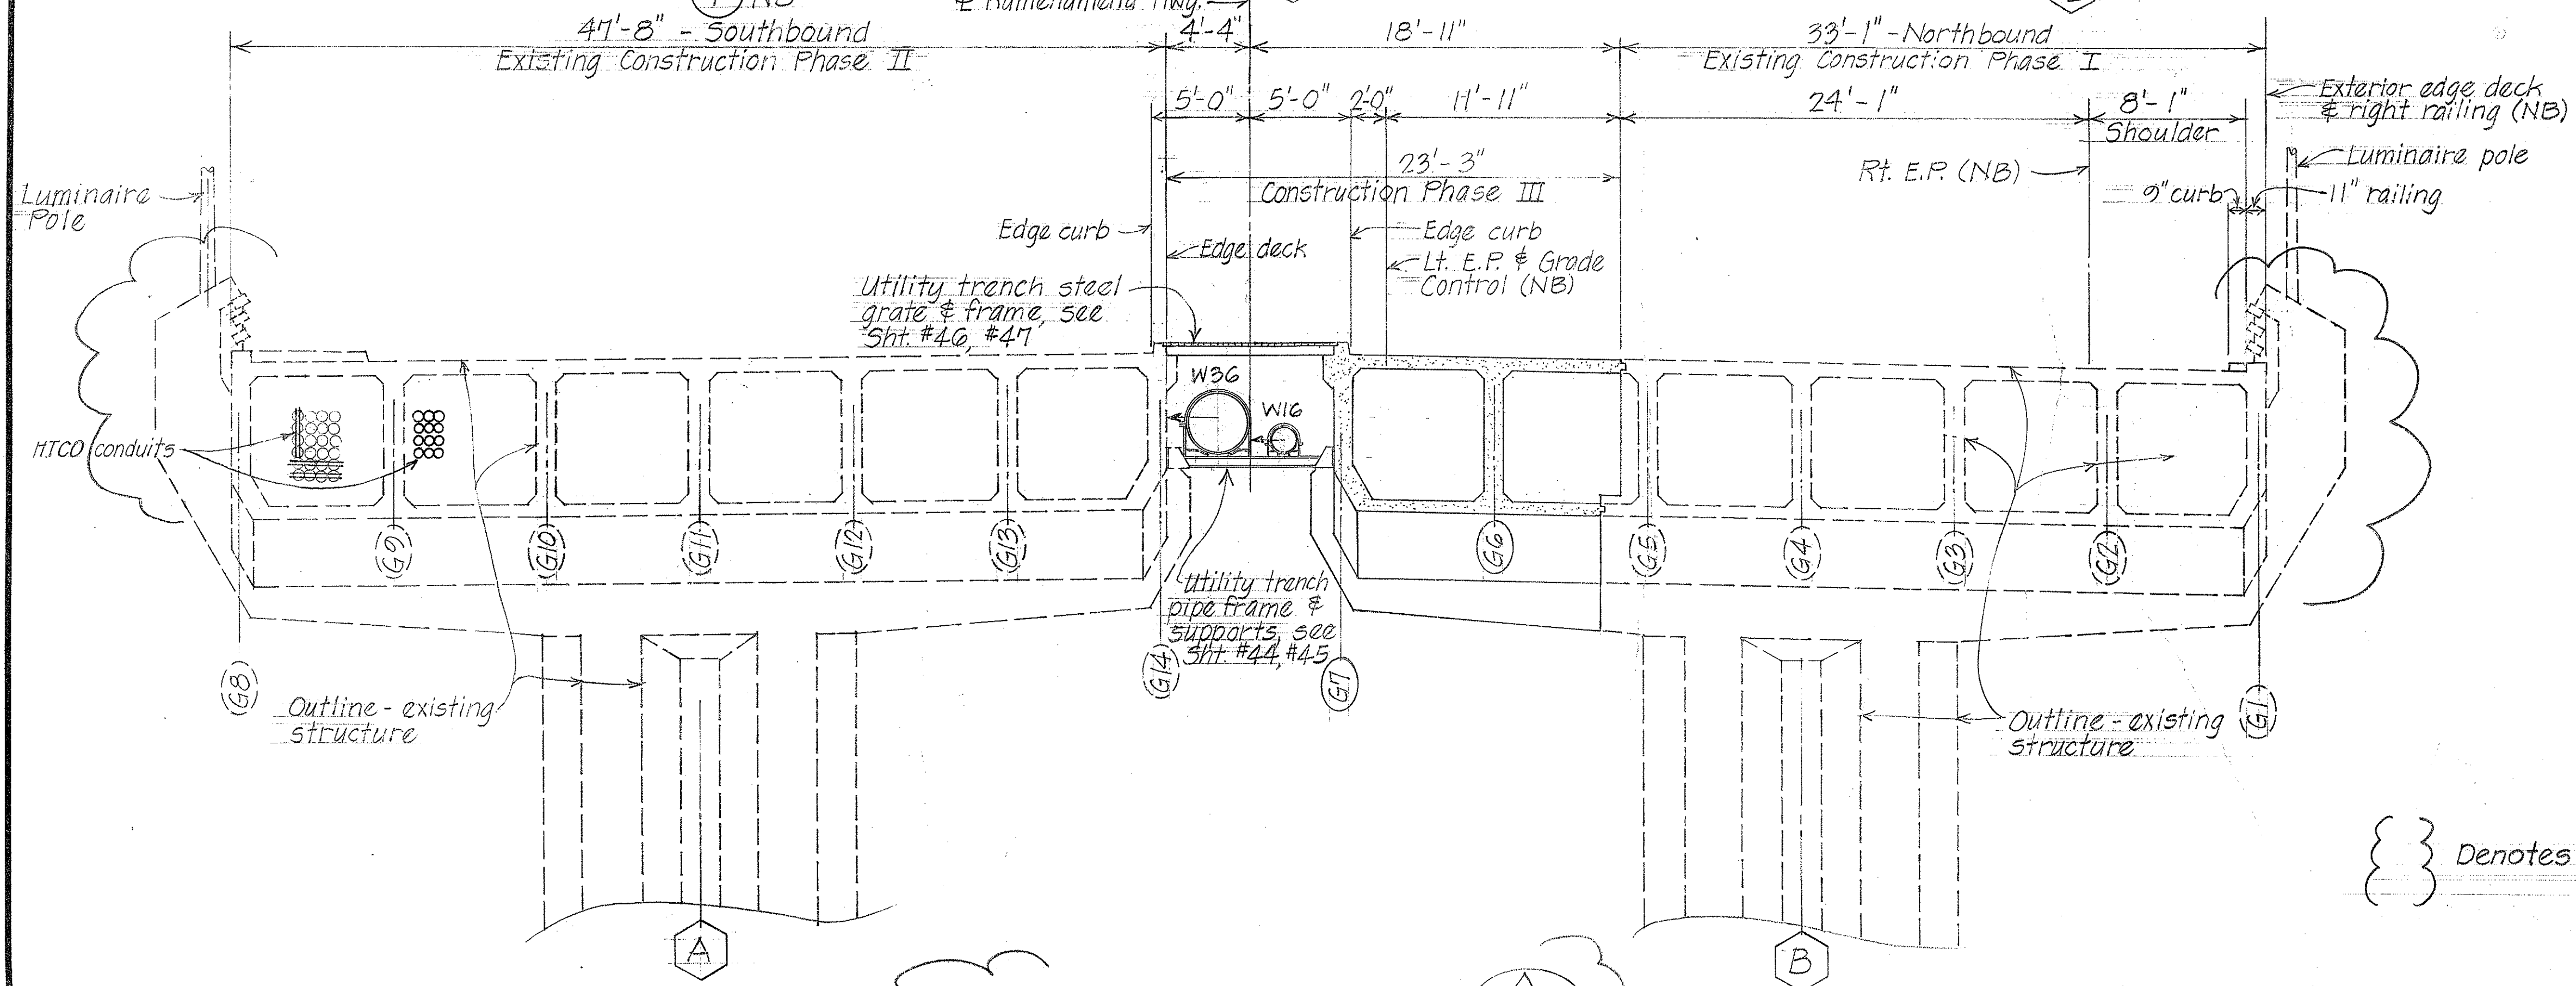 NB
℄ Kamehameha Hwy.
47'-8" - Southbound
Existing Construction Phase II
4'-4"
18'-11"
33'-1" - Northbound
Existing Construction Phase I
5'-0"
5'-0"
2'-0"
11'-11"
24'-1"
8'-1"
Shoulder
Exterior edge deck
& right railing (NB)
23'-3"
Construction Phase III
Rt. E.P. (NB)
Luminaire pole
9" curb
11" railing
Luminaire
Pole
Edge curb
Edge deck
Edge curb
Lt. E.P. & Grade
Control (NB)
Utility trench steel
grate & frame, see
Sht. #46, #47
W36
W16
HTCO conduits
G9
G10
G11
G12
G13
G6
G5
G4
G3
G2
Utility trench
pipe frame &
supports, see
Sht. #44, #45
G8
G14
G7
G1
Outline - existing
structure
Outline - existing
structure
Denotes
A
B